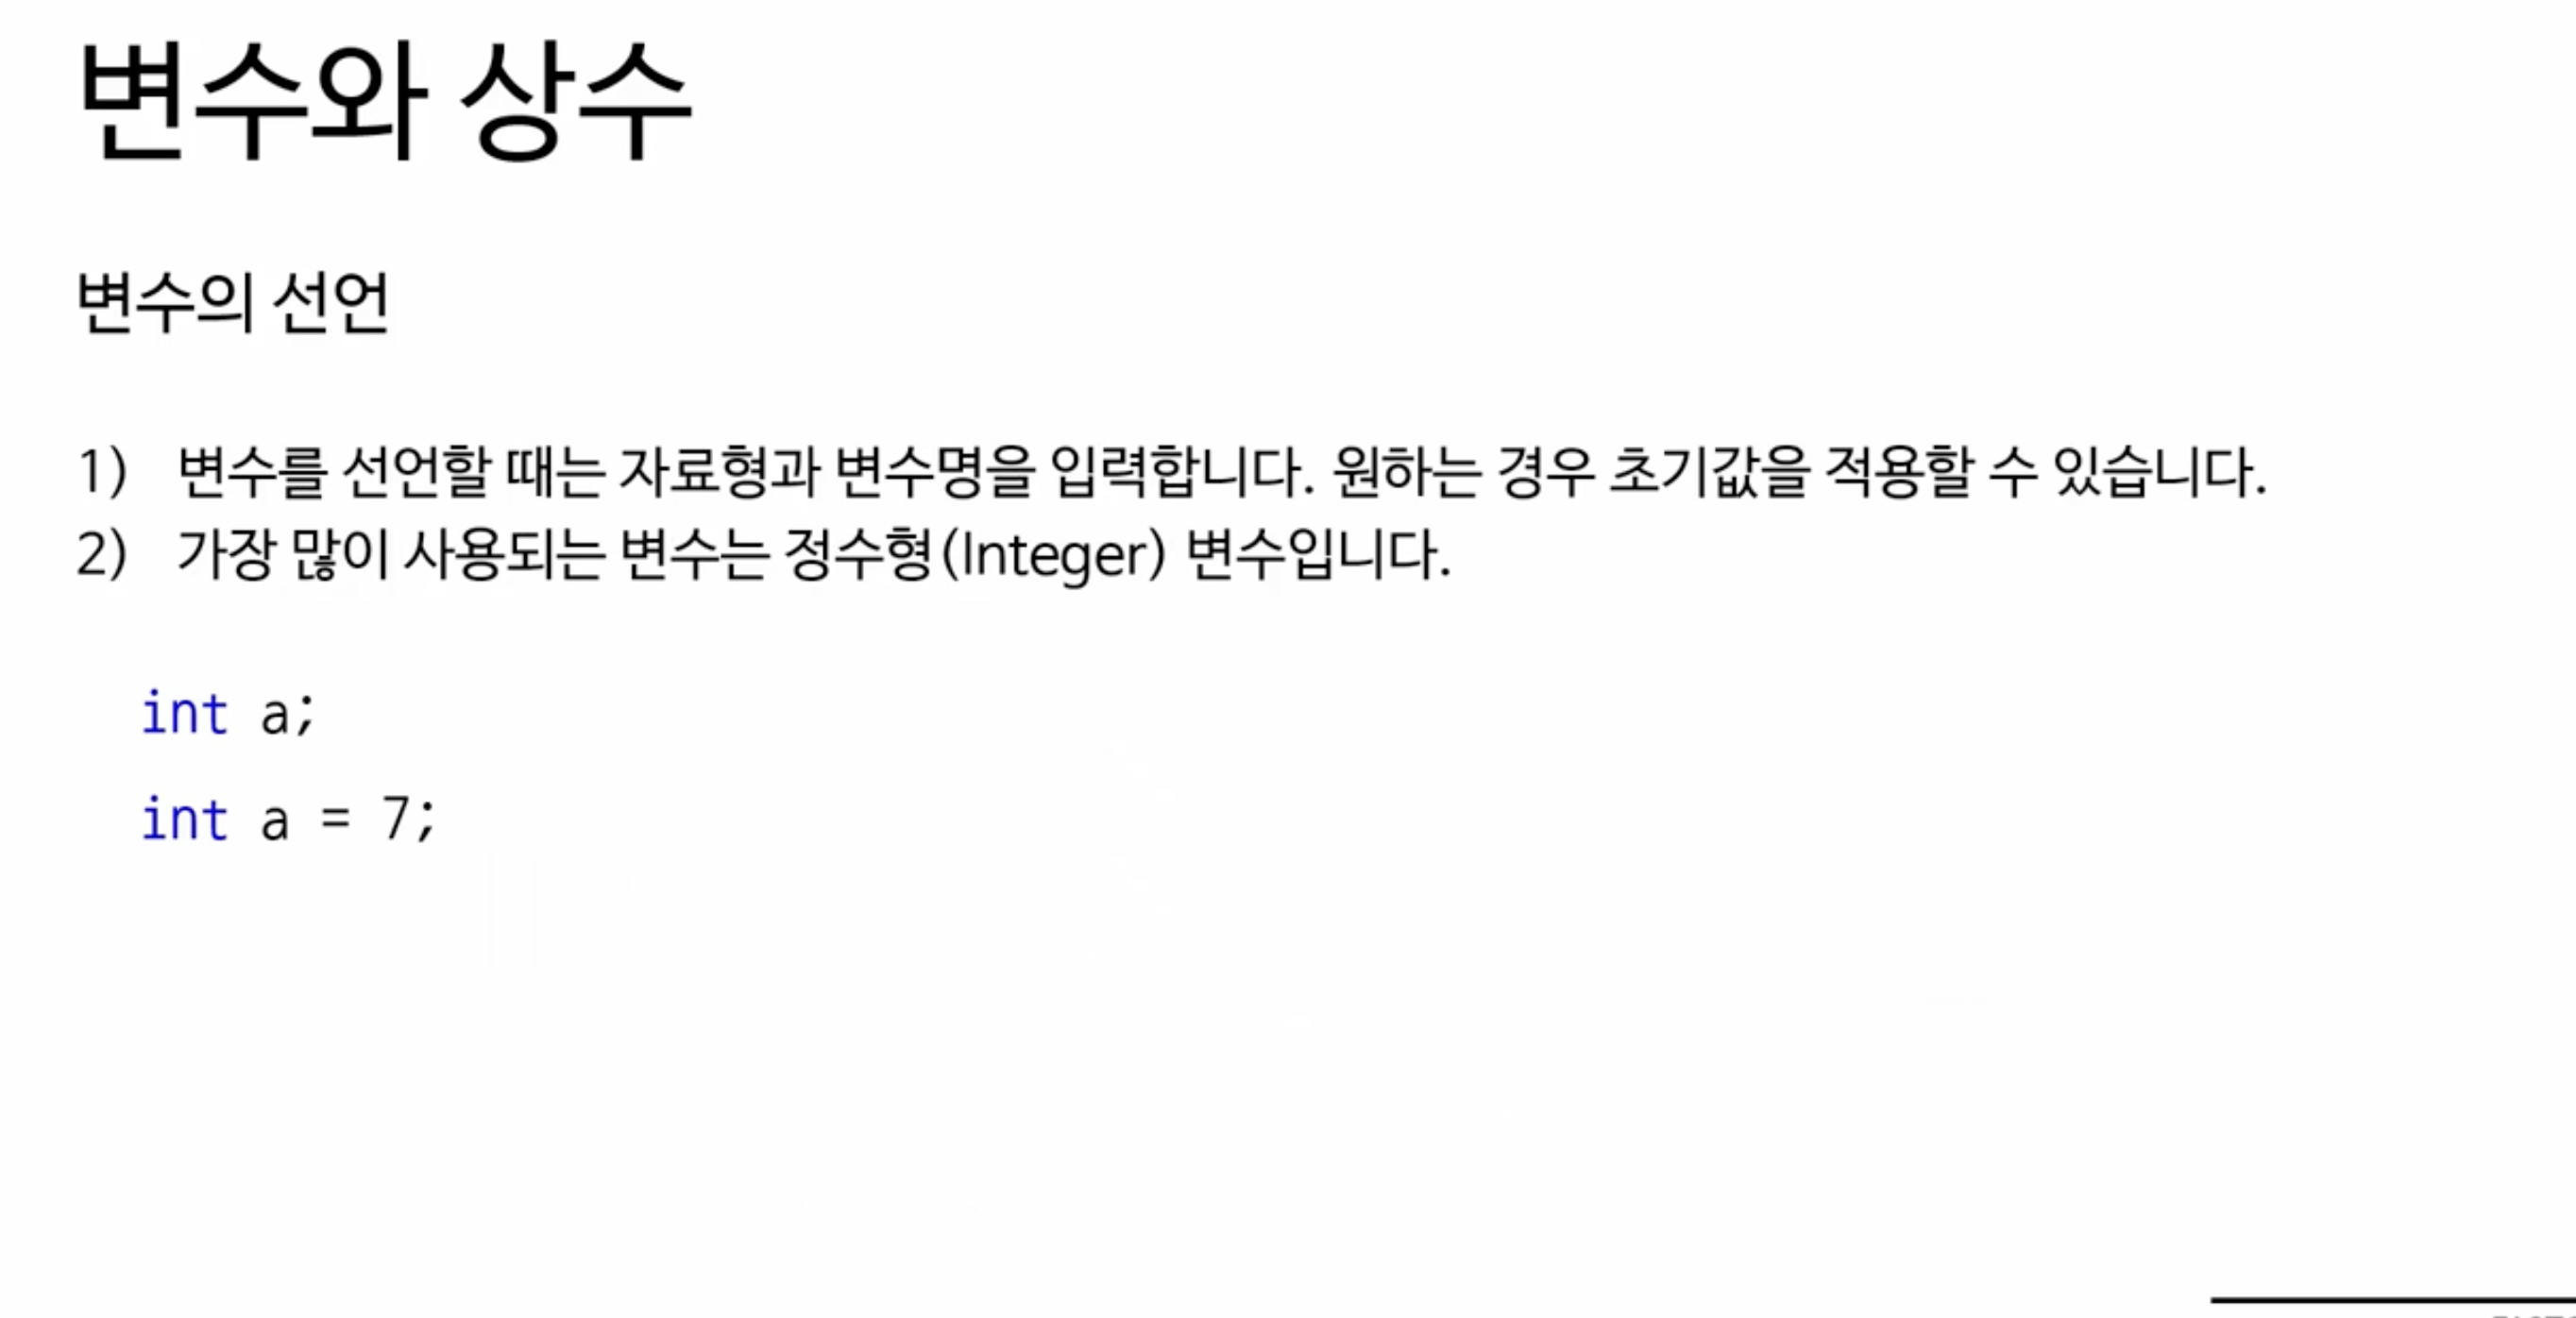 변수와 상수
변수의 선언
1) 변수를 선언할 때는 자료형과 변수명을 입력합니다. 원하는 경우 초기값을 적용할 수 있습니다.
2) 가장 많이 사용되는 변수는 정수형(Integer) 변수입니다.
int a;
int a = 7;